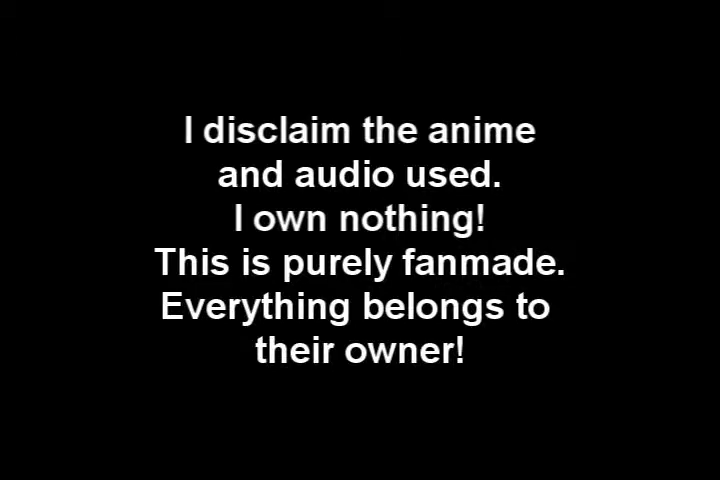 I disclaim the anime
and audio used.
I own nothing!
This is purely fanmade.
Everything belongs to
their owner!